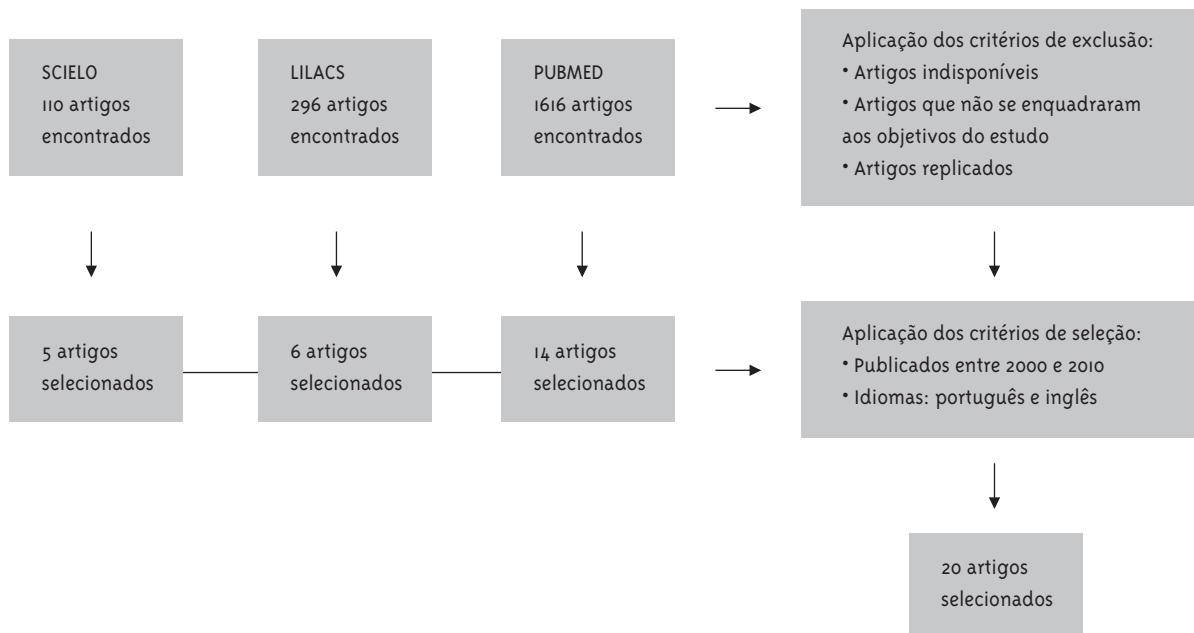 SCIELO
110 artigos
encontrados
LILACS
296 artigos
encontrados
PUBMED
1616 artigos
encontrados
Aplicação dos critérios de exclusão:
• Artigos indisponíveis
• Artigos que não se enquadraram
aos objetivos do estudo
• Artigos replicados
5 artigos
selecionados
6 artigos
selecionados
14 artigos
selecionados
Aplicação dos critérios de seleção:
• Publicados entre 2000 e 2010
• Idiomas: português e inglês
20 artigos
selecionados